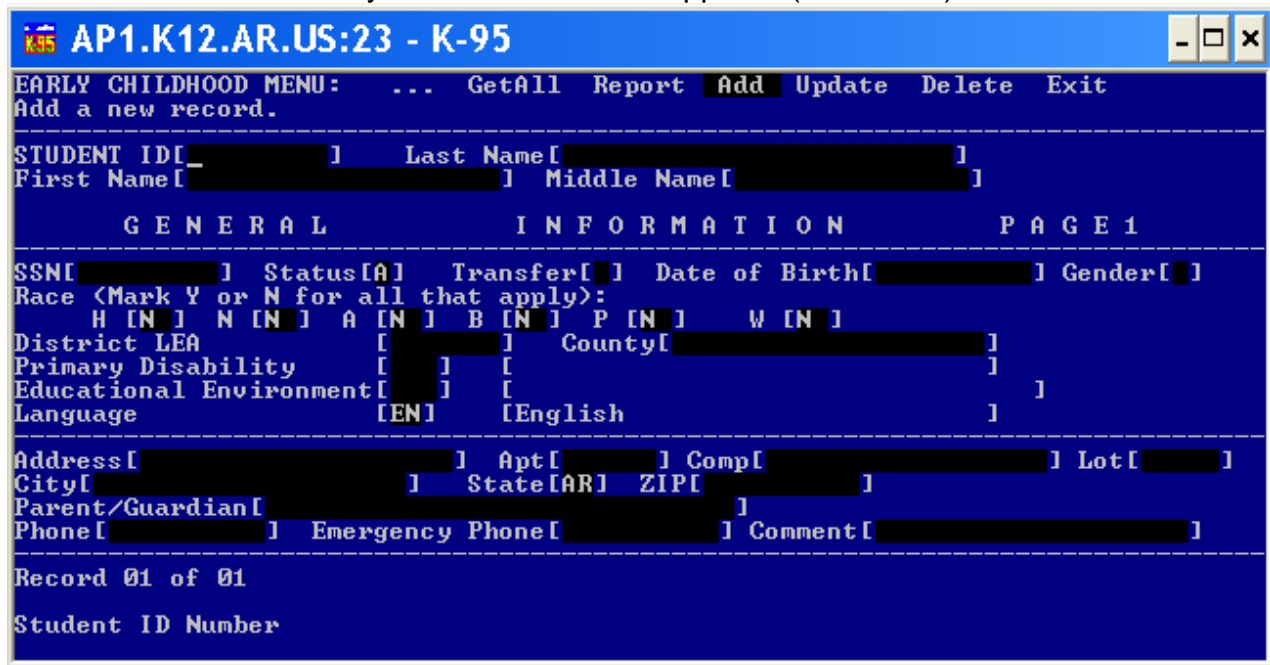 K95 AP1.K12.AR.US:23 - K-95
EARLY CHILDHOOD MENU: ... GetAll Report Add Update Delete Exit
Add a new record.
STUDENT ID[_ ] Last Name[ ]
First Name[ ] Middle Name[ ]
G E N E R A L I N F O R M A T I O N P A G E 1
SSN[ ] Status[A] Transfer[ ] Date of Birth[ ] Gender[ ]
Race (Mark Y or N for all that apply):
H [N ] N [N ] A [N ] B [N ] P [N ] W [N ]
District LEA [ ] County[ ]
Primary Disability [ ] [ ]
Educational Environment[ ] [ ]
Language [EN] [English ]
Address[ ] Apt[ ] Comp[ ] Lot[ ]
City[ ] State[AR] ZIP[ ]
Parent/Guardian[ ]
Phone[ ] Emergency Phone[ ] Comment[ ]
Record 01 of 01
Student ID Number